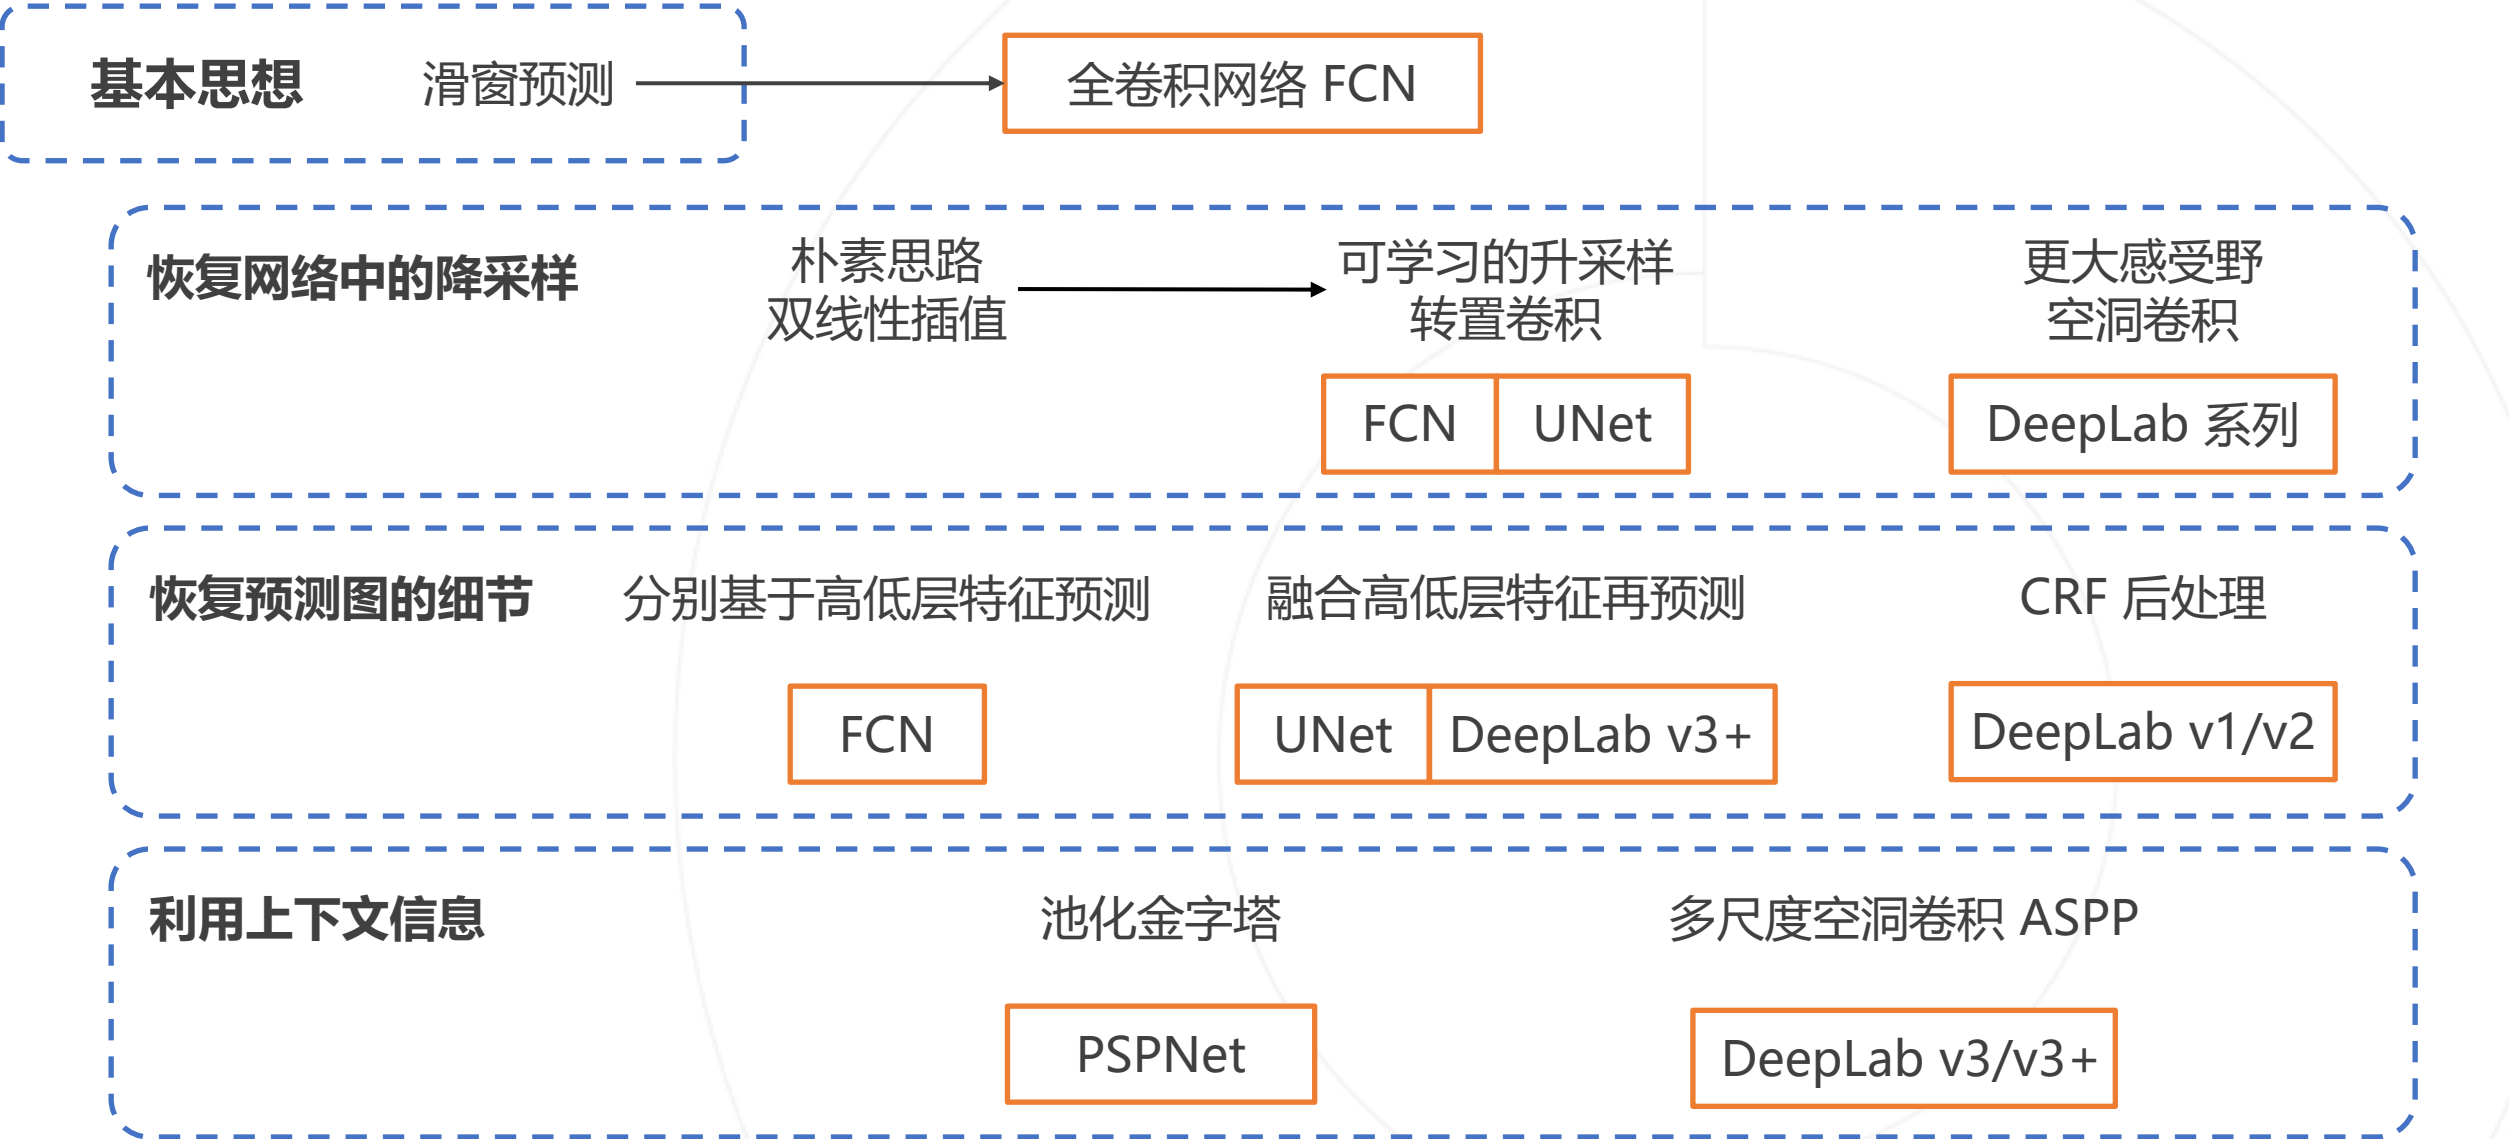 基本思想
滑窗预测
全卷积网络 FCN
恢复网络中的降采样
朴素思路
双线性插值
可学习的升采样
转置卷积
更大感受野
空洞卷积
FCN
UNet
DeepLab 系列
恢复预测图的细节
分别基于高低层特征预测
融合高低层特征再预测
CRF 后处理
FCN
UNet
DeepLab v3+
DeepLab v1/v2
利用上下文信息
池化金字塔
多尺度空洞卷积 ASPP
PSPNet
DeepLab v3/v3+